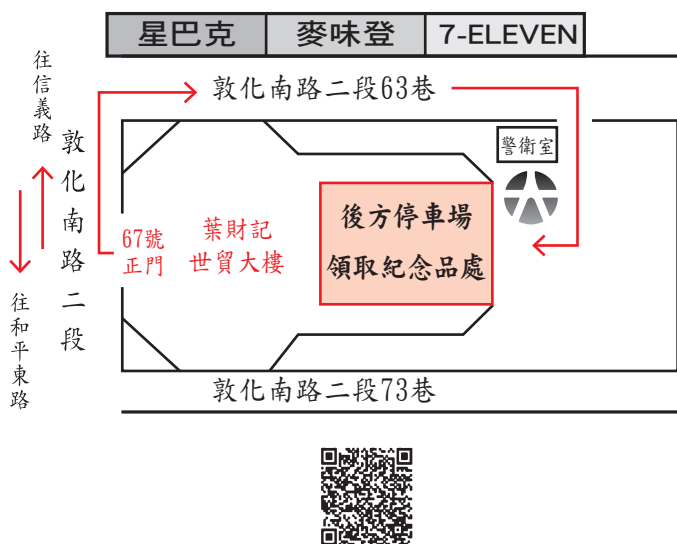 星巴克
麥味登
7-ELEVEN
往信義路
敦化南路二段63巷
敦化南路二段
警衛室
67號
正門
葉財記
世貿大樓
後方停車場
領取紀念品處
往和平東路
敦化南路二段73巷